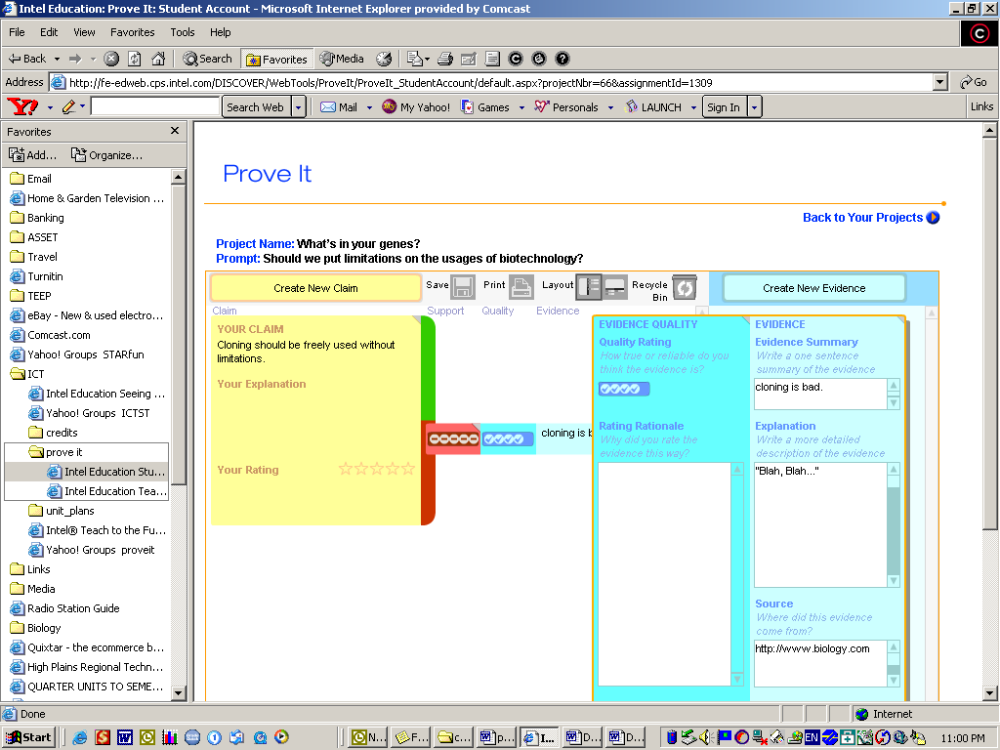 Intel Education: Prove It: Student Account - Microsoft Internet Explorer provided by Comcast
File Edit View Favorites Tools Help
Back Search Favorites Media
Address http://fe-edweb.cps.intel.com/DISCOVER/WebTools/ProveIt/ProveIt_StudentAccount/default.aspx?projectNbr=66&assignmentId=1309 Go
Y! Search Web Mail My Yahoo! Games Personals LAUNCH Sign In Links
Favorites
Add... Organize...
Email
Home & Garden Television ...
Banking
ASSET
Travel
Turnitin
TEEP
eBay - New & used electro...
Comcast.com
Yahoo! Groups STARfun
ICT
Intel Education Seeing ...
Yahoo! Groups ICTST
credits
prove it
Intel Education Stu...
Intel Education Tea...
unit_plans
Intel® Teach to the Fu...
Yahoo! Groups proveit
Links
Media
Radio Station Guide
Biology
Quixtar - the ecommerce b...
High Plains Regional Techn...
QUARTER UNITS TO SEME...
Prove It
Back to Your Projects
Project Name: What's in your genes?
Prompt: Should we put limitations on the usages of biotechnology?
Create New Claim Save Print Layout Recycle Bin Create New Evidence
Claim Support Quality Evidence
YOUR CLAIM
Cloning should be freely used without
limitations.
Your Explanation
Your Rating
cloning is b
EVIDENCE QUALITY
Quality Rating
How true or reliable do you
think the evidence is?
Rating Rationale
Why did you rate the
evidence this way?
EVIDENCE
Evidence Summary
Write a one sentence
summary of the evidence
cloning is bad.
Explanation
Write a more detailed
description of the evidence
"Blah, Blah..."
Source
Where did this evidence
come from?
http://www.biology.com
Done Internet
Start N... F... c... p... I... D... D... EN 11:00 PM